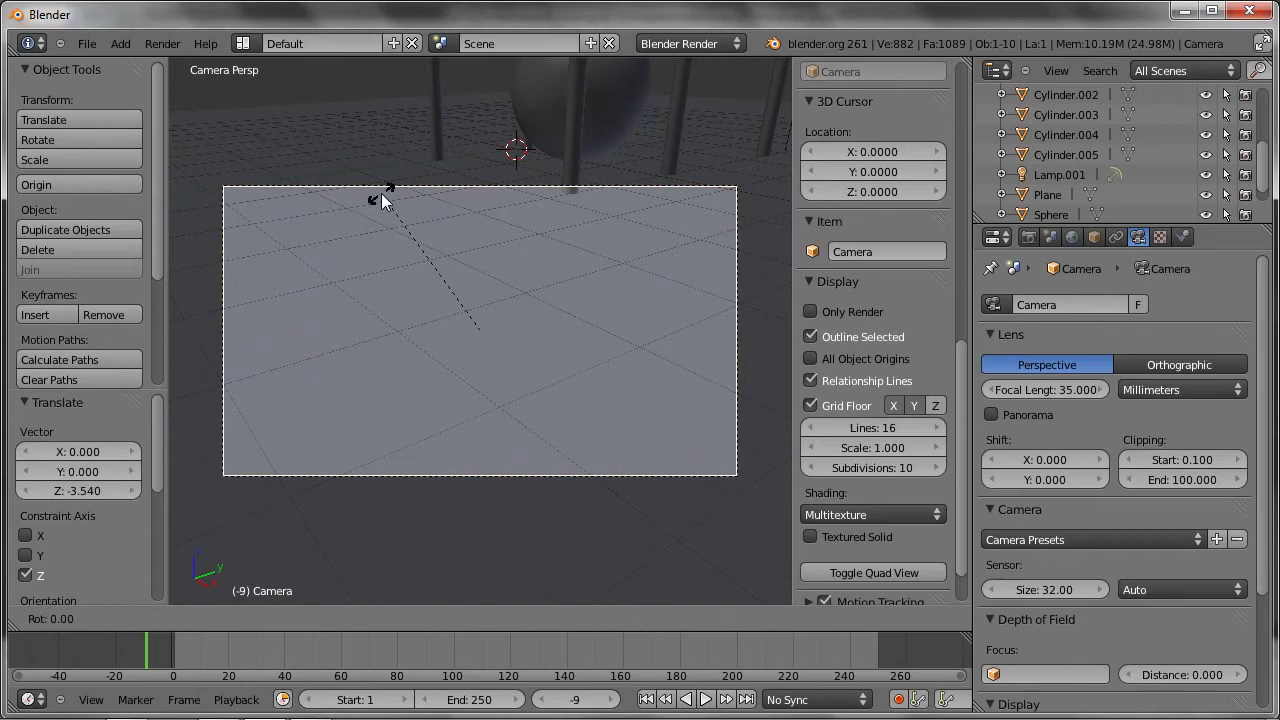 Blender
File Add Render Help Default Scene Blender Render blender.org 261 | Ve:882 | Fa:1089 | Ob:1-10 | La:1 | Mem:10.19M (24.98M) | Camera
Object Tools
Transform:
Translate
Rotate
Scale
Origin
Object:
Duplicate Objects
Delete
Join
Keyframes:
Insert Remove
Motion Paths:
Calculate Paths
Clear Paths
Translate
Vector
X: 0.000
Y: 0.000
Z: -3.540
Constraint Axis
X
Y
Z
Orientation
Camera Persp
y
(-9) Camera
Rot: 0.00
Camera
3D Cursor
Location:
X: 0.0000
Y: 0.0000
Z: 0.0000
Item
Camera
Display
Only Render
Outline Selected
All Object Origins
Relationship Lines
Grid Floor X Y Z
Lines: 16
Scale: 1.000
Subdivisions: 10
Shading:
Multitexture
Textured Solid
Toggle Quad View
Motion Tracking
View Search All Scenes
Cylinder.002
Cylinder.003
Cylinder.004
Cylinder.005
Lamp.001
Plane
Sphere
Camera Camera
Camera F
Lens
Perspective Orthographic
Focal Lengt: 35.000 Millimeters
Panorama
Shift: Clipping:
X: 0.000 Start: 0.100
Y: 0.000 End: 100.000
Camera
Camera Presets
Sensor:
Size: 32.00 Auto
Depth of Field
Focus:
Distance: 0.000
Display
-40 -20 0 20 40 60 80 100 120 140 160 180 200 220 240 260
View Marker Frame Playback Start: 1 End: 250 -9 No Sync